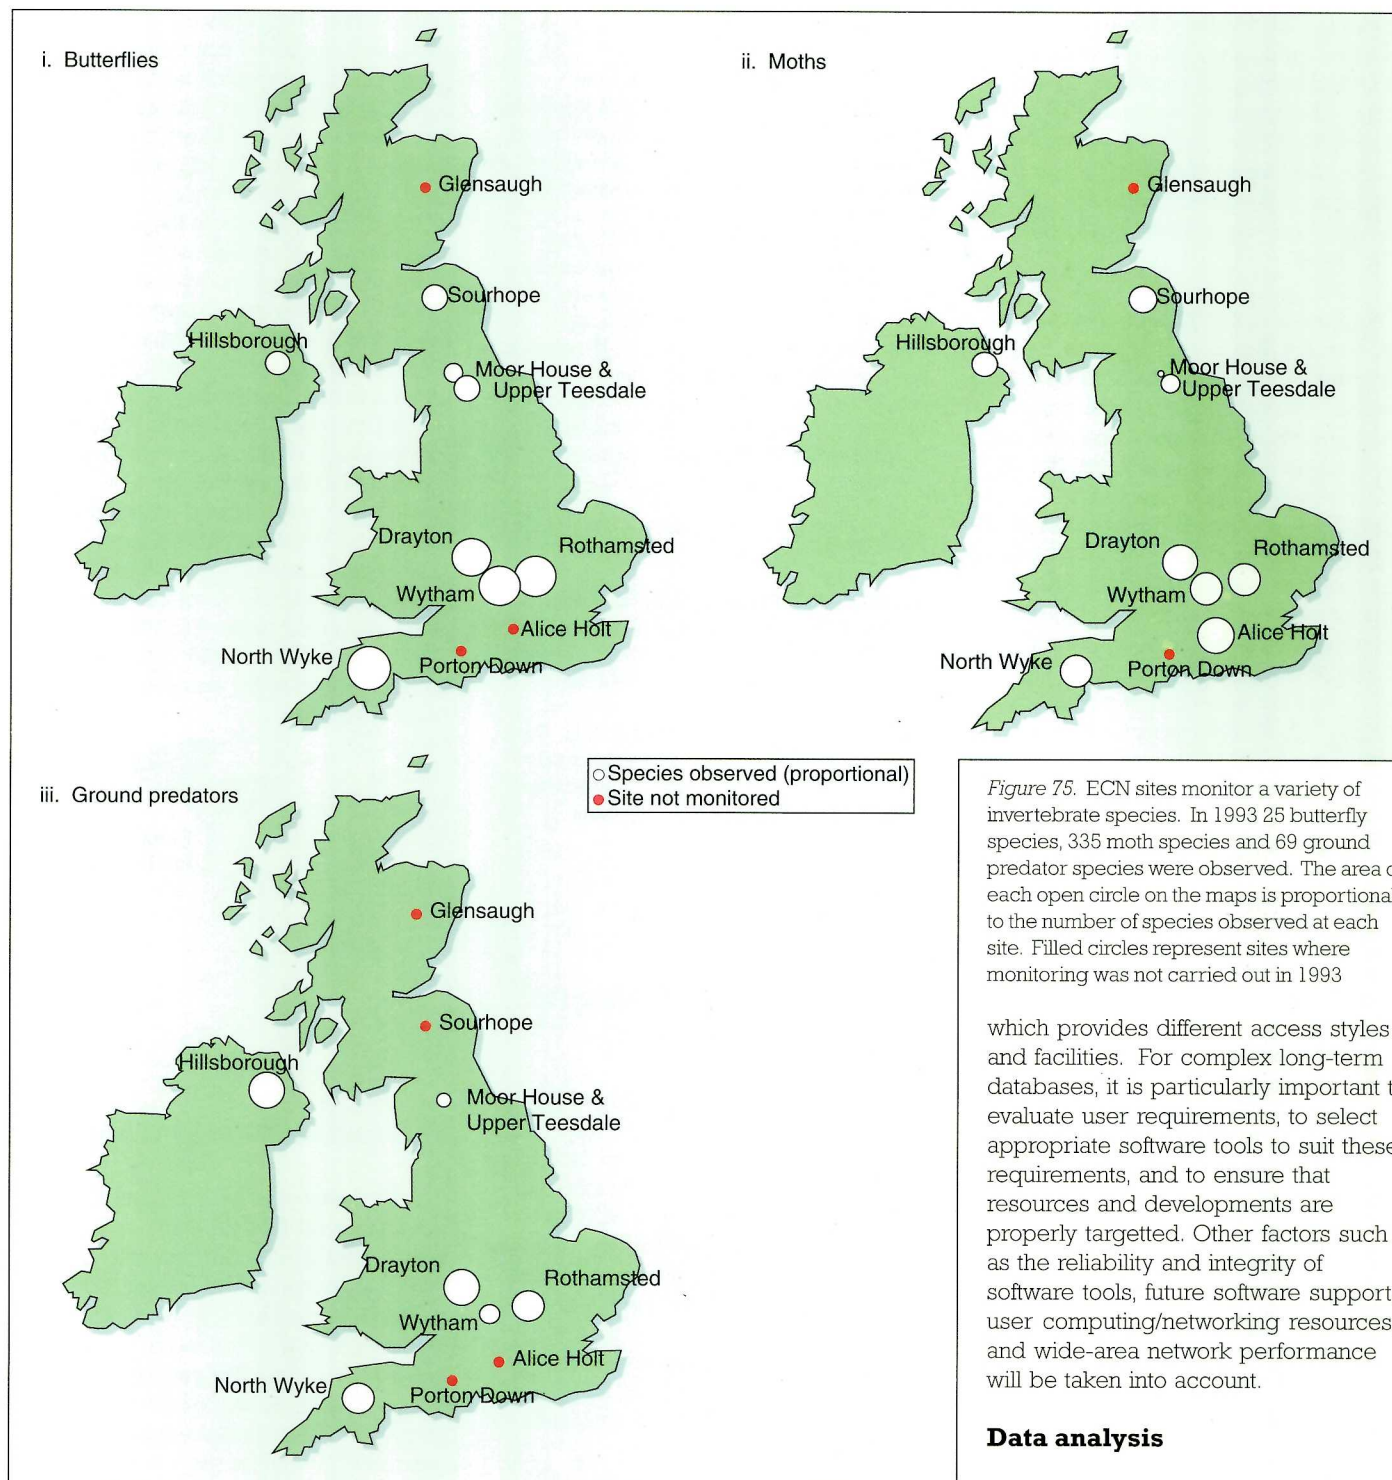 i. Butterflies
Glensaugh
Sourhope
Hillsborough
Moor House &
Upper Teesdale
Drayton
Rothamsted
Wytham
Alice Holt
North Wyke
Porton Down
ii. Moths
Glensaugh
Sourhope
Hillsborough
Moor House &
Upper Teesdale
Drayton
Rothamsted
Wytham
Alice Holt
North Wyke
Porton Down
Species observed (proportional)
Site not monitored
iii. Ground predators
Glensaugh
Sourhope
Hillsborough
Moor House &
Upper Teesdale
Drayton
Rothamsted
Wytham
Alice Holt
North Wyke
Porton Down
Figure 75. ECN sites monitor a variety of
invertebrate species. In 1993 25 butterfly
species, 335 moth species and 69 ground
predator species were observed. The area
each open circle on the maps is proportional
to the number of species observed at each
site. Filled circles represent sites where
monitoring was not carried out in 1993
which provides different access styles
and facilities. For complex long-term
databases, it is particularly important
evaluate user requirements, to select
appropriate software tools to suit these
requirements, and to ensure that
resources and developments are
properly targetted. Other factors such
as the reliability and integrity of
software tools, future software support
user computing/networking resources
and wide-area network performance
will be taken into account.
Data analysis